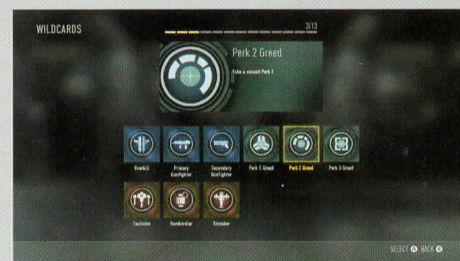 WILDCARDS
3/13
Perk 2 Greed
Take a second Perk 2
Overkill Primary Gunfighter Secondary Gunfighter Perk 1 Greed Perk 2 Greed Perk 3 Greed
Tactician Bombardier
SELECT A BACK